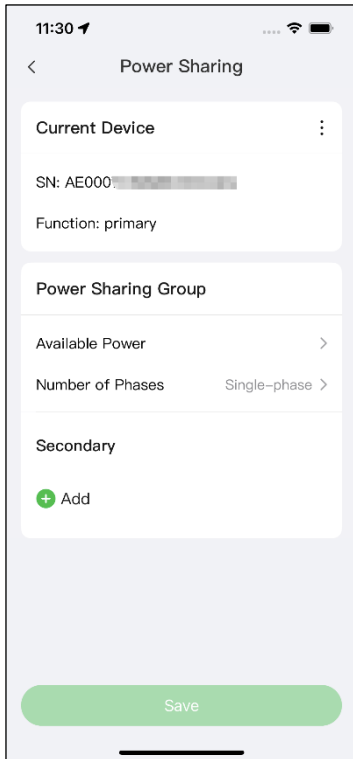 11:30
Power Sharing
Current Device
SN: AE000
Function: primary
Power Sharing Group
Available Power
Number of Phases Single-phase
Secondary
Add
Save